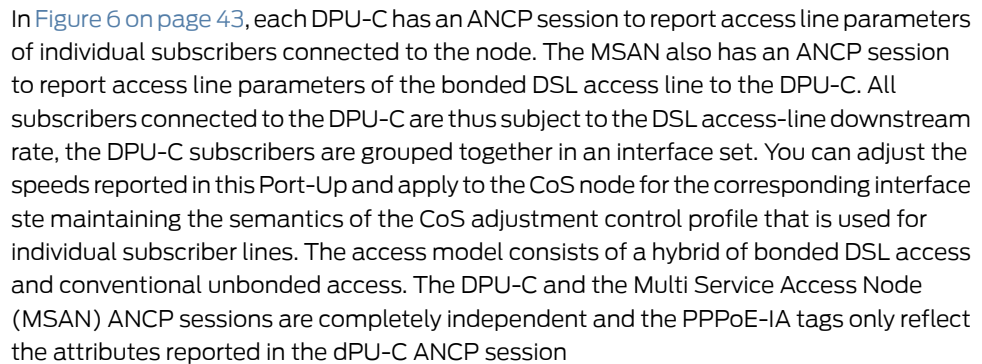 In Figure 6 on page 43, each DPU-C has an ANCP session to report access line parameters
of individual subscribers connected to the node. The MSAN also has an ANCP session
to report access line parameters of the bonded DSL access line to the DPU-C. All
subscribers connected to the DPU-C are thus subject to the DSL access-line downstream
rate, the DPU-C subscribers are grouped together in an interface set. You can adjust the
speeds reported in this Port-Up and apply to the CoS node for the corresponding interface
ste maintaining the semantics of the CoS adjustment control profile that is used for
individual subscriber lines. The access model consists of a hybrid of bonded DSL access
and conventional unbonded access. The DPU-C and the Multi Service Access Node
(MSAN) ANCP sessions are completely independent and the PPPoE-IA tags only reflect
the attributes reported in the dPU-C ANCP session